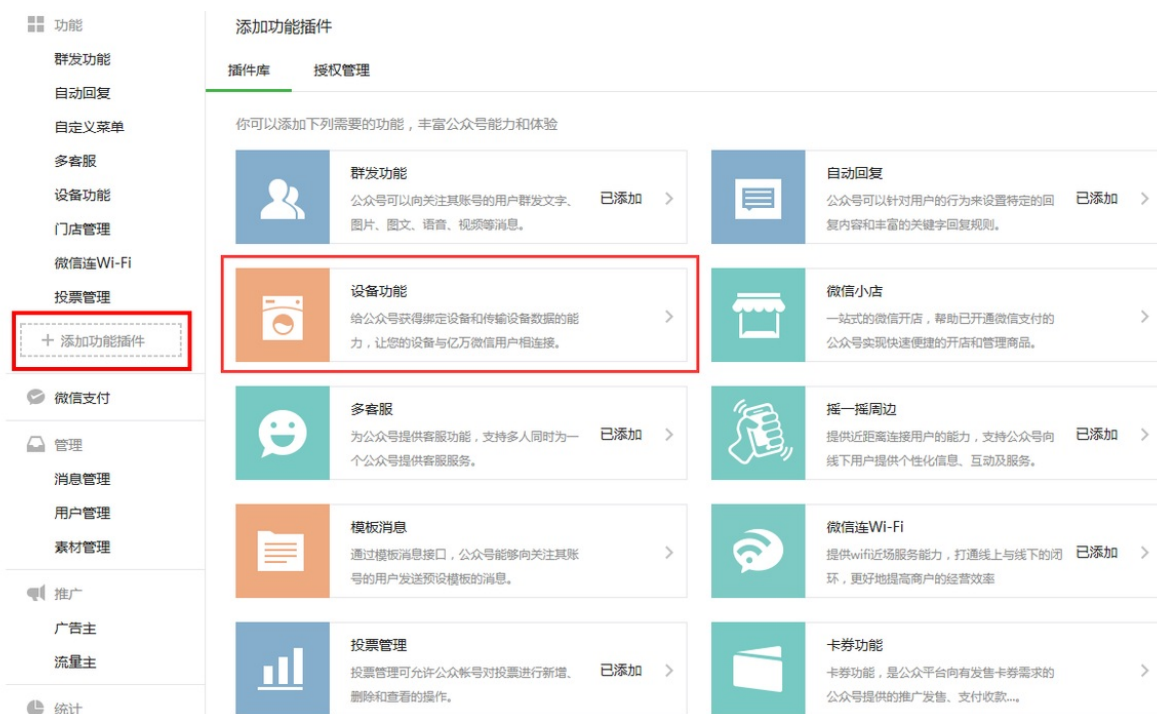 功能
群发功能
自动回复
自定义菜单
多客服
设备功能
门店管理
微信连Wi-Fi
投票管理
+ 添加功能插件
微信支付
管理
消息管理
用户管理
素材管理
推广
广告主
流量主
统计
添加功能插件
插件库 授权管理
你可以添加下列需要的功能，丰富公众号能力和体验
群发功能
公众号可以向关注其账号的用户群发文字、
图片、图文、语音、视频等消息。
已添加
自动回复
公众号可以针对用户的行为来设置特定的回
复内容和丰富的关键字回复规则。
已添加
设备功能
给公众号获得绑定设备和传输设备数据的能
力，让您的设备与亿万微信用户相连接。
微信小店
一站式的微信开店，帮助已开通微信支付的
公众号实现快速便捷的开店和管理商品。
多客服
为公众号提供客服功能，支持多人同时为一
个公众号提供客服服务。
已添加
摇一摇周边
提供近距离连接用户的能力，支持公众号向
线下用户提供个性化信息、互动及服务。
已添加
模板消息
通过模板消息接口，公众号能够向关注其账
号的用户发送预设模板的消息。
微信连Wi-Fi
提供wifi近场服务能力，打通线上与线下的闭
环，更好地提高商户的经营效率
已添加
投票管理
投票管理可允许公众帐号对投票进行新增、
删除和查看的操作。
已添加
卡券功能
卡券功能，是公众平台向有发售卡券需求的
公众号提供的推广发售、支付收款...。